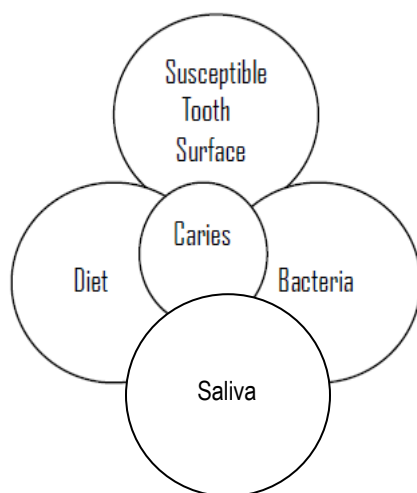 Susceptible
Tooth
Surface
Caries
Diet
Bacteria
Saliva